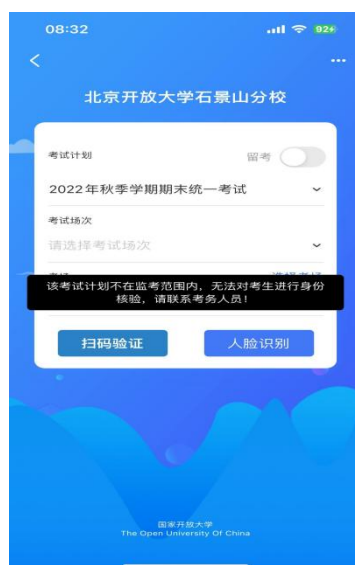 08:32
92
北京开放大学石景山分校
考试计划
留考
2022年秋季学期期末统一考试
考试场次
请选择考试场次
该考试计划不在监考范围内，无法对考生进行身份
核验，请联系考务人员！
扫码验证
人脸识别
国家开放大学
The Open University Of China